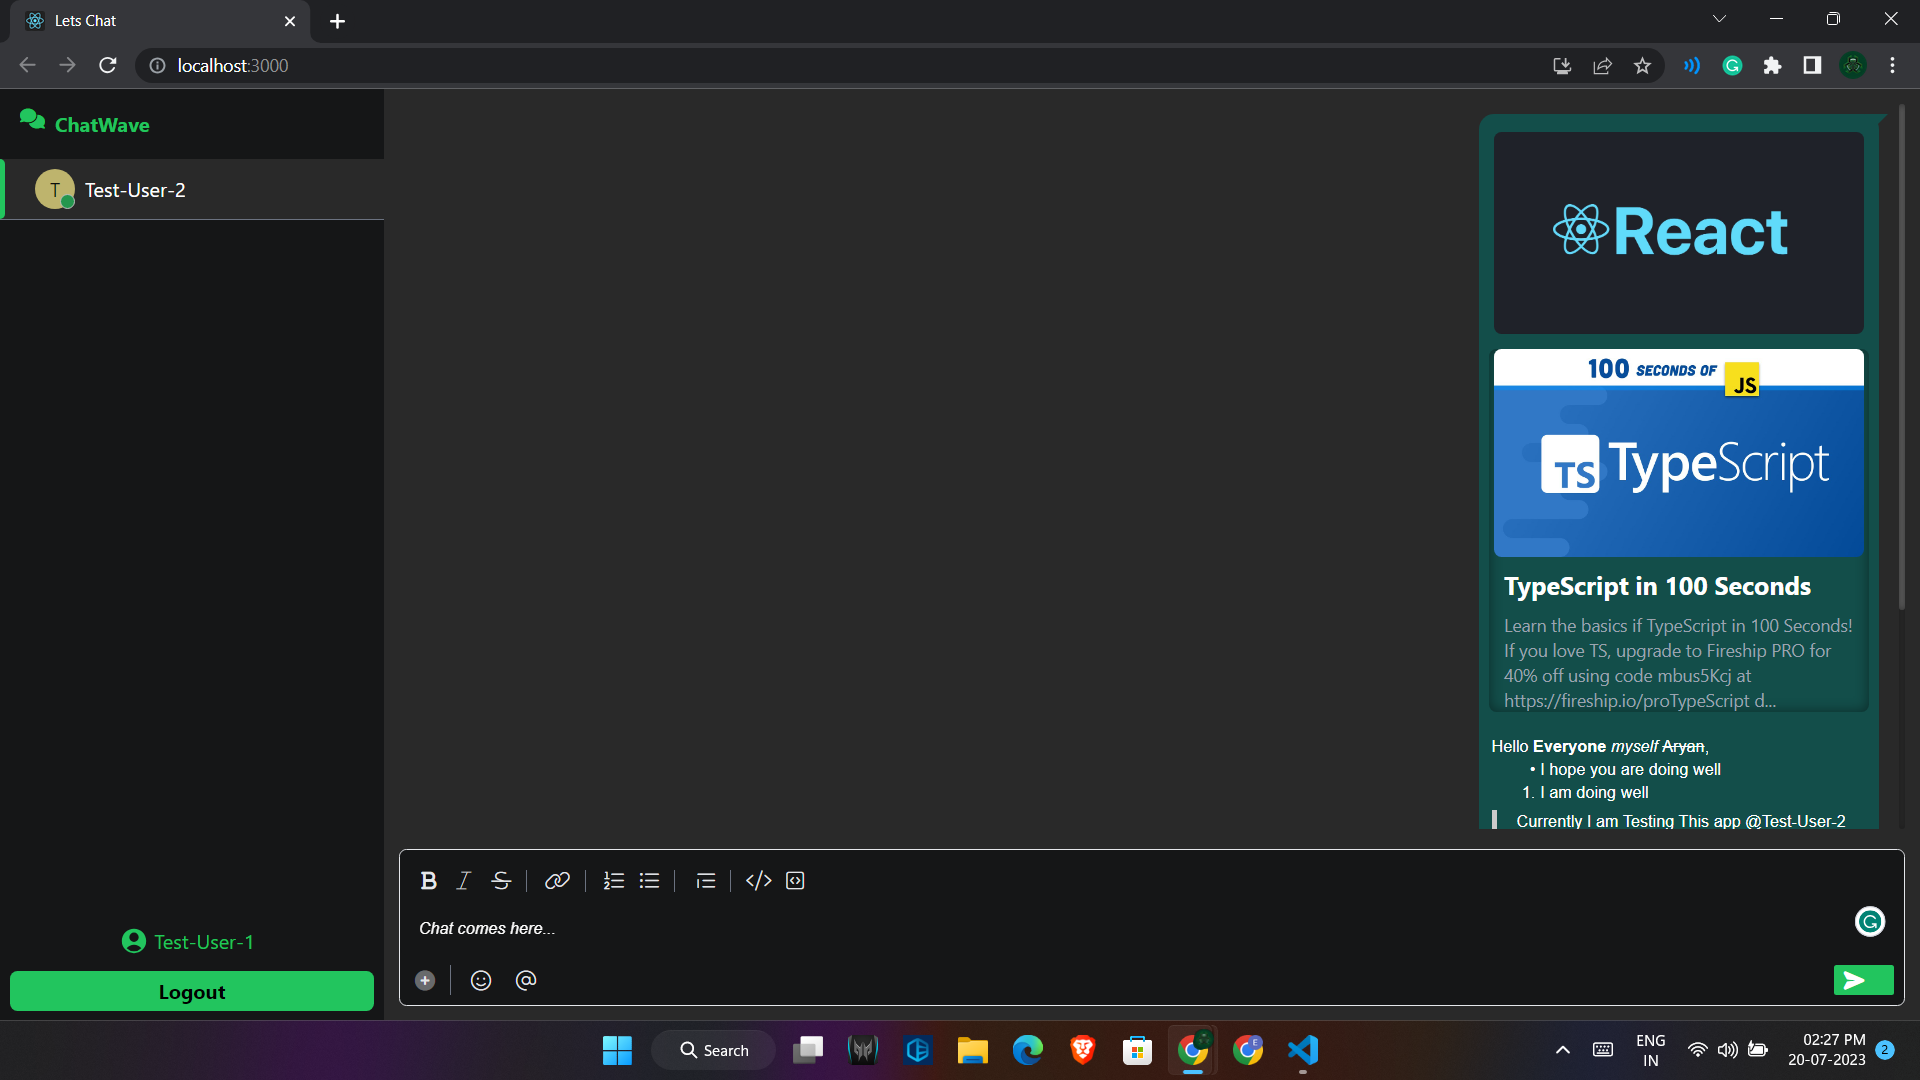 Lets Chat
localhost:3000
ChatWave
T
Test-User-2
React
100 SECONDS OF JS
TS TypeScript
TypeScript in 100 Seconds
Learn the basics if TypeScript in 100 Seconds!
If you love TS, upgrade to Fireship PRO for
40% off using code mbus5Kcj at
https://fireship.io/proTypeScript d...
Hello Everyone myself Aryan,
• I hope you are doing well
1. I am doing well
Currently I am Testing This app @Test-User-2
Chat comes here...
Test-User-1
Logout
Search
E
ENG
IN
02:27 PM
20-07-2023
2